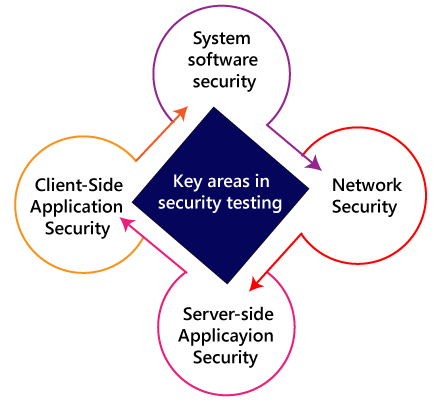 System
software
security
Key areas in
security testing
Network
Security
Server-side
Applicayion
Security
Client-Side
Application
Security